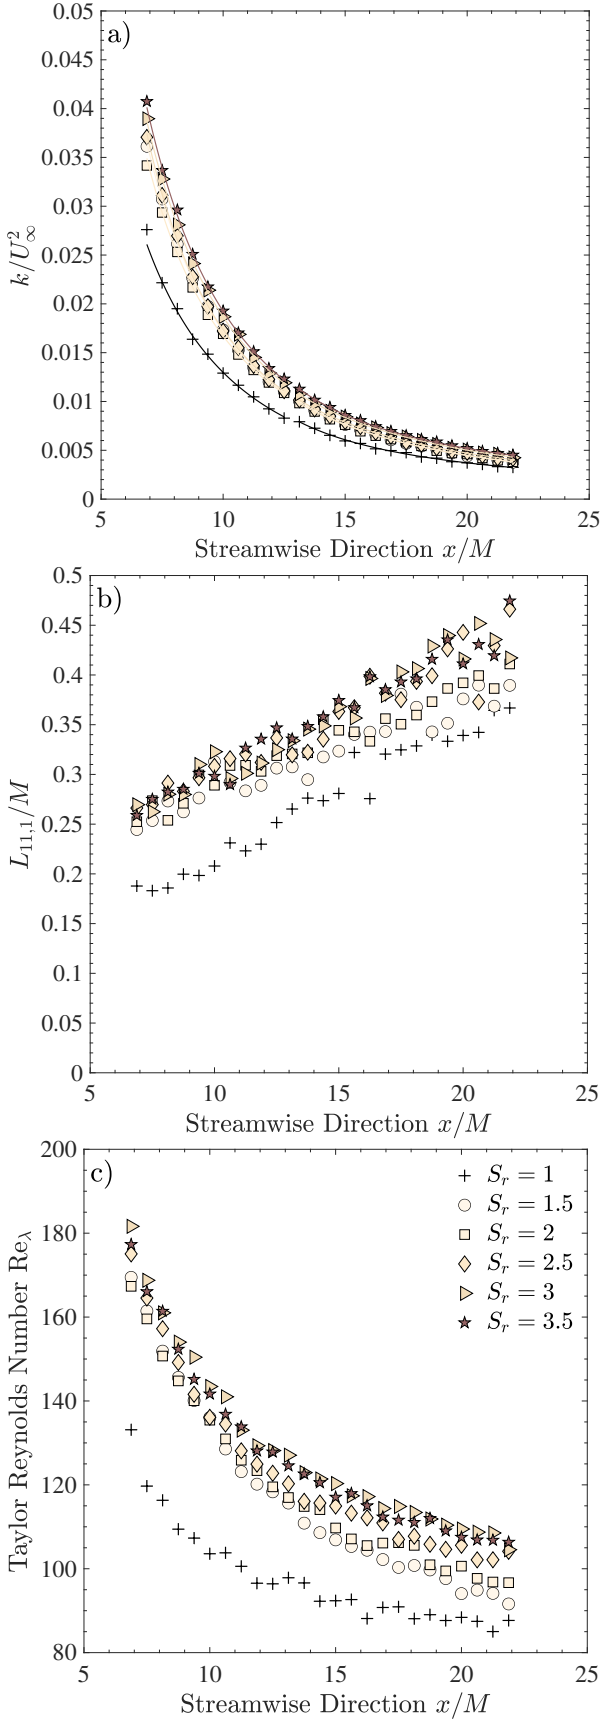 a)
0.05
0.045
0.04
0.035
0.03
0.025
0.02
0.015
0.01
0.005
0
k/U²∞
5 10 15 20 25
Streamwise Direction x/M
b)
0.5
0.45
0.4
0.35
0.3
0.25
0.2
0.15
0.1
0.05
0
L₁₁,₁/M
5 10 15 20 25
Streamwise Direction x/M
c)
200
180
160
140
120
100
80
Taylor Reynolds Number Reλ
Sr = 1
Sr = 1.5
Sr = 2
Sr = 2.5
Sr = 3
Sr = 3.5
5 10 15 20 25
Streamwise Direction x/M